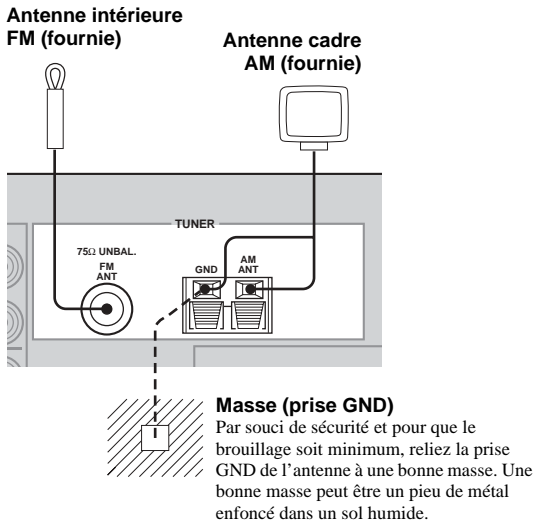 Antenne intérieure
FM (fournie)
Antenne cadre
AM (fournie)
TUNER
75Ω UNBAL.
FM
ANT
GND
AM
ANT
Masse (prise GND)
Par souci de sécurité et pour que le
brouillage soit minimum, reliez la prise
GND de l'antenne à une bonne masse. Une
bonne masse peut être un pieu de métal
enfoncé dans un sol humide.